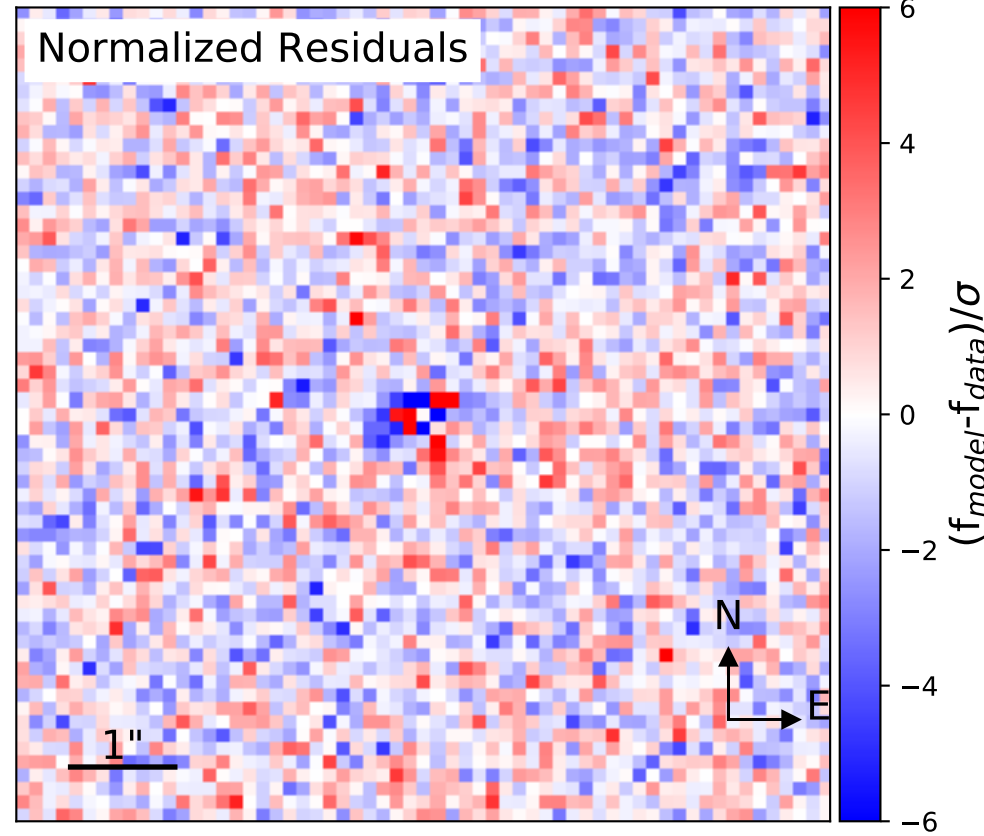 Normalized Residuals
6
4
2
0
−2
−4
−6
(f_model-f_data)/σ
N
E
1"